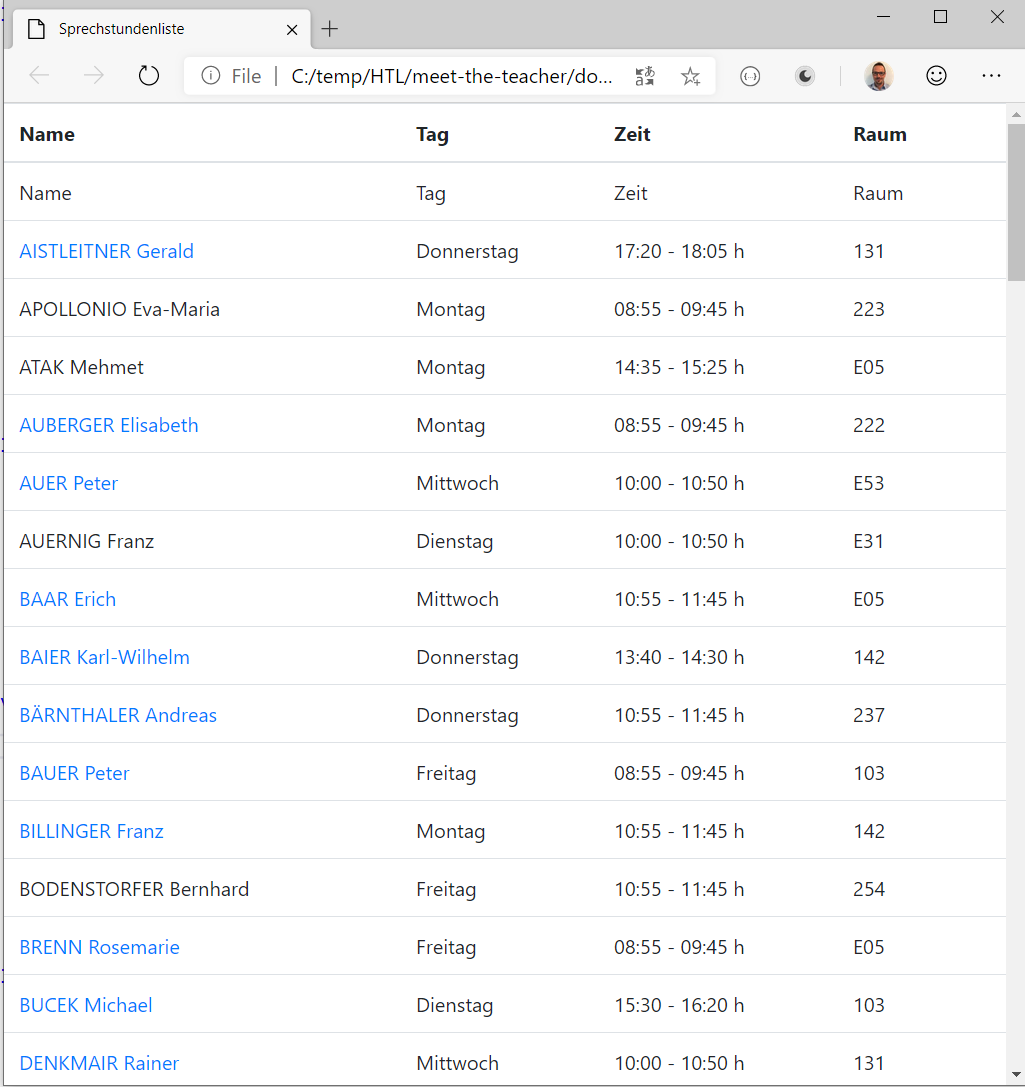 Sprechstundenliste
File | C:/temp/HTL/meet-the-teacher/do...
Name Tag Zeit Raum
Name Tag Zeit Raum
AISTLEITNER Gerald Donnerstag 17:20 - 18:05 h 131
APOLLONIO Eva-Maria Montag 08:55 - 09:45 h 223
ATAK Mehmet Montag 14:35 - 15:25 h E05
AUBERGER Elisabeth Montag 08:55 - 09:45 h 222
AUER Peter Mittwoch 10:00 - 10:50 h E53
AUERNIG Franz Dienstag 10:00 - 10:50 h E31
BAAR Erich Mittwoch 10:55 - 11:45 h E05
BAIER Karl-Wilhelm Donnerstag 13:40 - 14:30 h 142
BÄRNTHALER Andreas Donnerstag 10:55 - 11:45 h 237
BAUER Peter Freitag 08:55 - 09:45 h 103
BILLINGER Franz Montag 10:55 - 11:45 h 142
BODENSTORFER Bernhard Freitag 10:55 - 11:45 h 254
BRENN Rosemarie Freitag 08:55 - 09:45 h E05
BUCEK Michael Dienstag 15:30 - 16:20 h 103
DENKMAIR Rainer Mittwoch 10:00 - 10:50 h 131